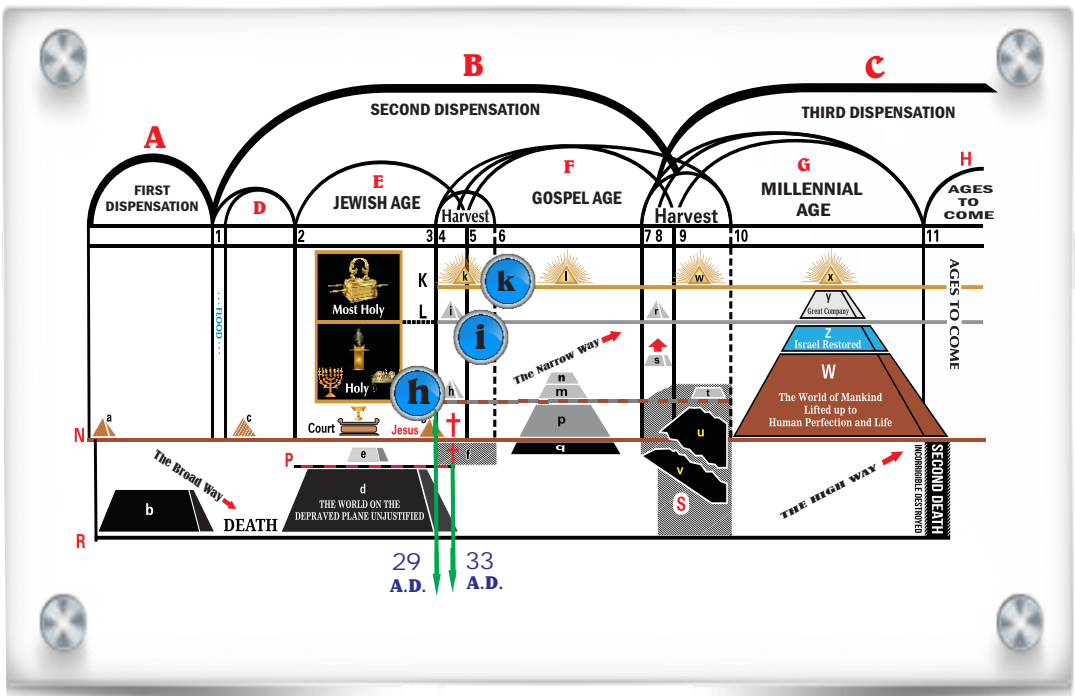 B
C
SECOND DISPENSATION
THIRD DISPENSATION
A
FIRST
DISPENSATION
D
E
JEWISH AGE
Harvest
F
GOSPEL AGE
Harvest
G
MILLENNIAL
AGE
H
AGES
TO
COME
1 2 3 4 5 6 7 8 9 10 11
K
k k l w x
Most Holy
L
i i r
FLOOD
The Narrow Way
AGES TO COME
y
Great Company
Z
Israel Restored
W
The World of Mankind
Lifted up to
Human Perfection and Life
Holy
h h
s
n
m
p
q
t
u
v
S
a
c
Court
Jesus
N
P
e
f
The Broad Way
b
DEATH
d
THE WORLD ON THE
DEPRAVED PLANE UNJUSTIFIED
THE HIGH WAY
INCORRIGIBLE DESTROYED
SECOND DEATH
R
29
A.D.
33
A.D.